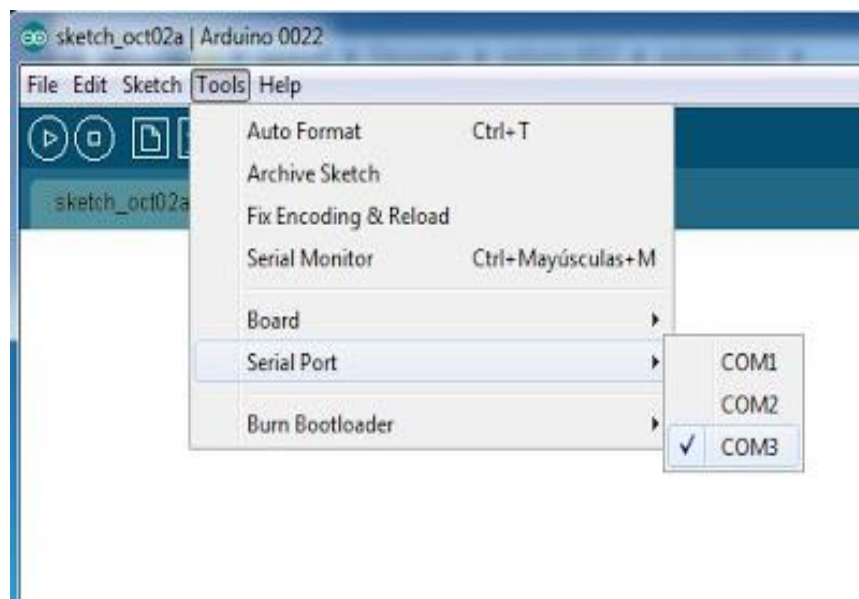 sketch_oct02a | Arduino 0022
File Edit Sketch Tools Help
sketch_oct02a
Auto Format Ctrl+T
Archive Sketch
Fix Encoding & Reload
Serial Monitor Ctrl+Mayúsculas+M
Board
Serial Port
Burn Bootloader
COM1
COM2
COM3